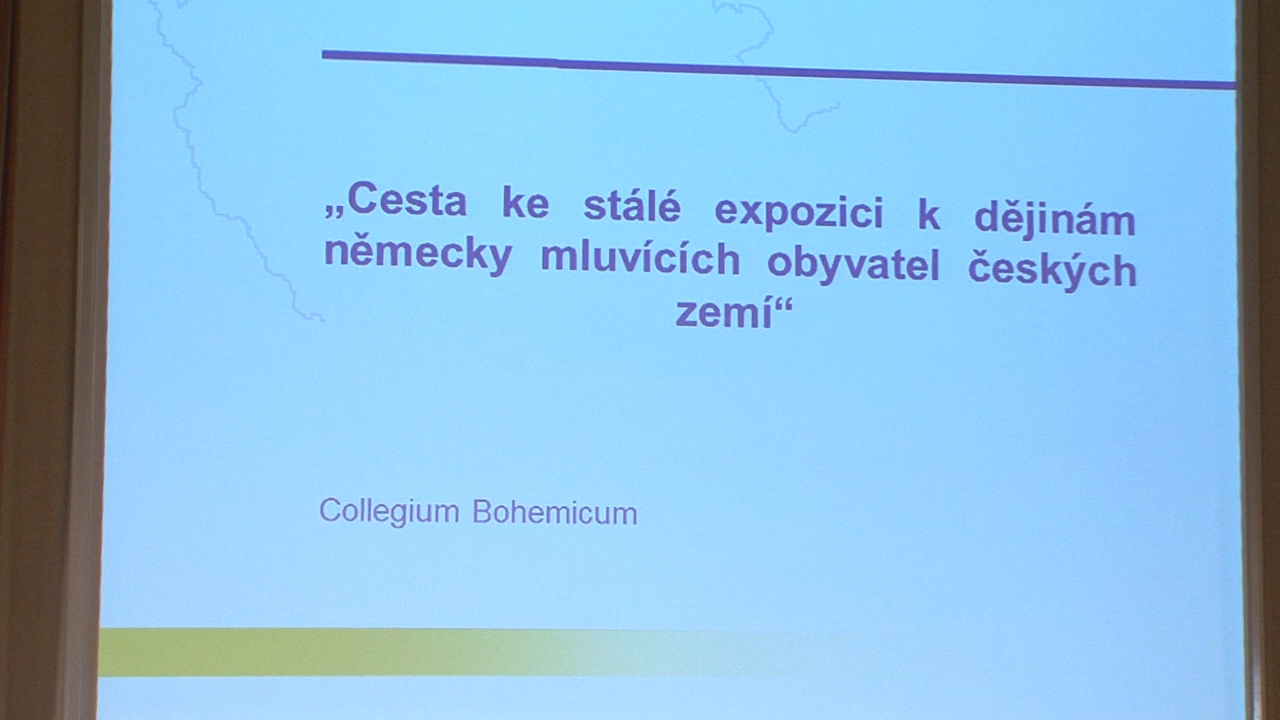 „Cesta ke stálé expozici k dějinám
německy mluvících obyvatel českých
zemí“
Collegium Bohemicum